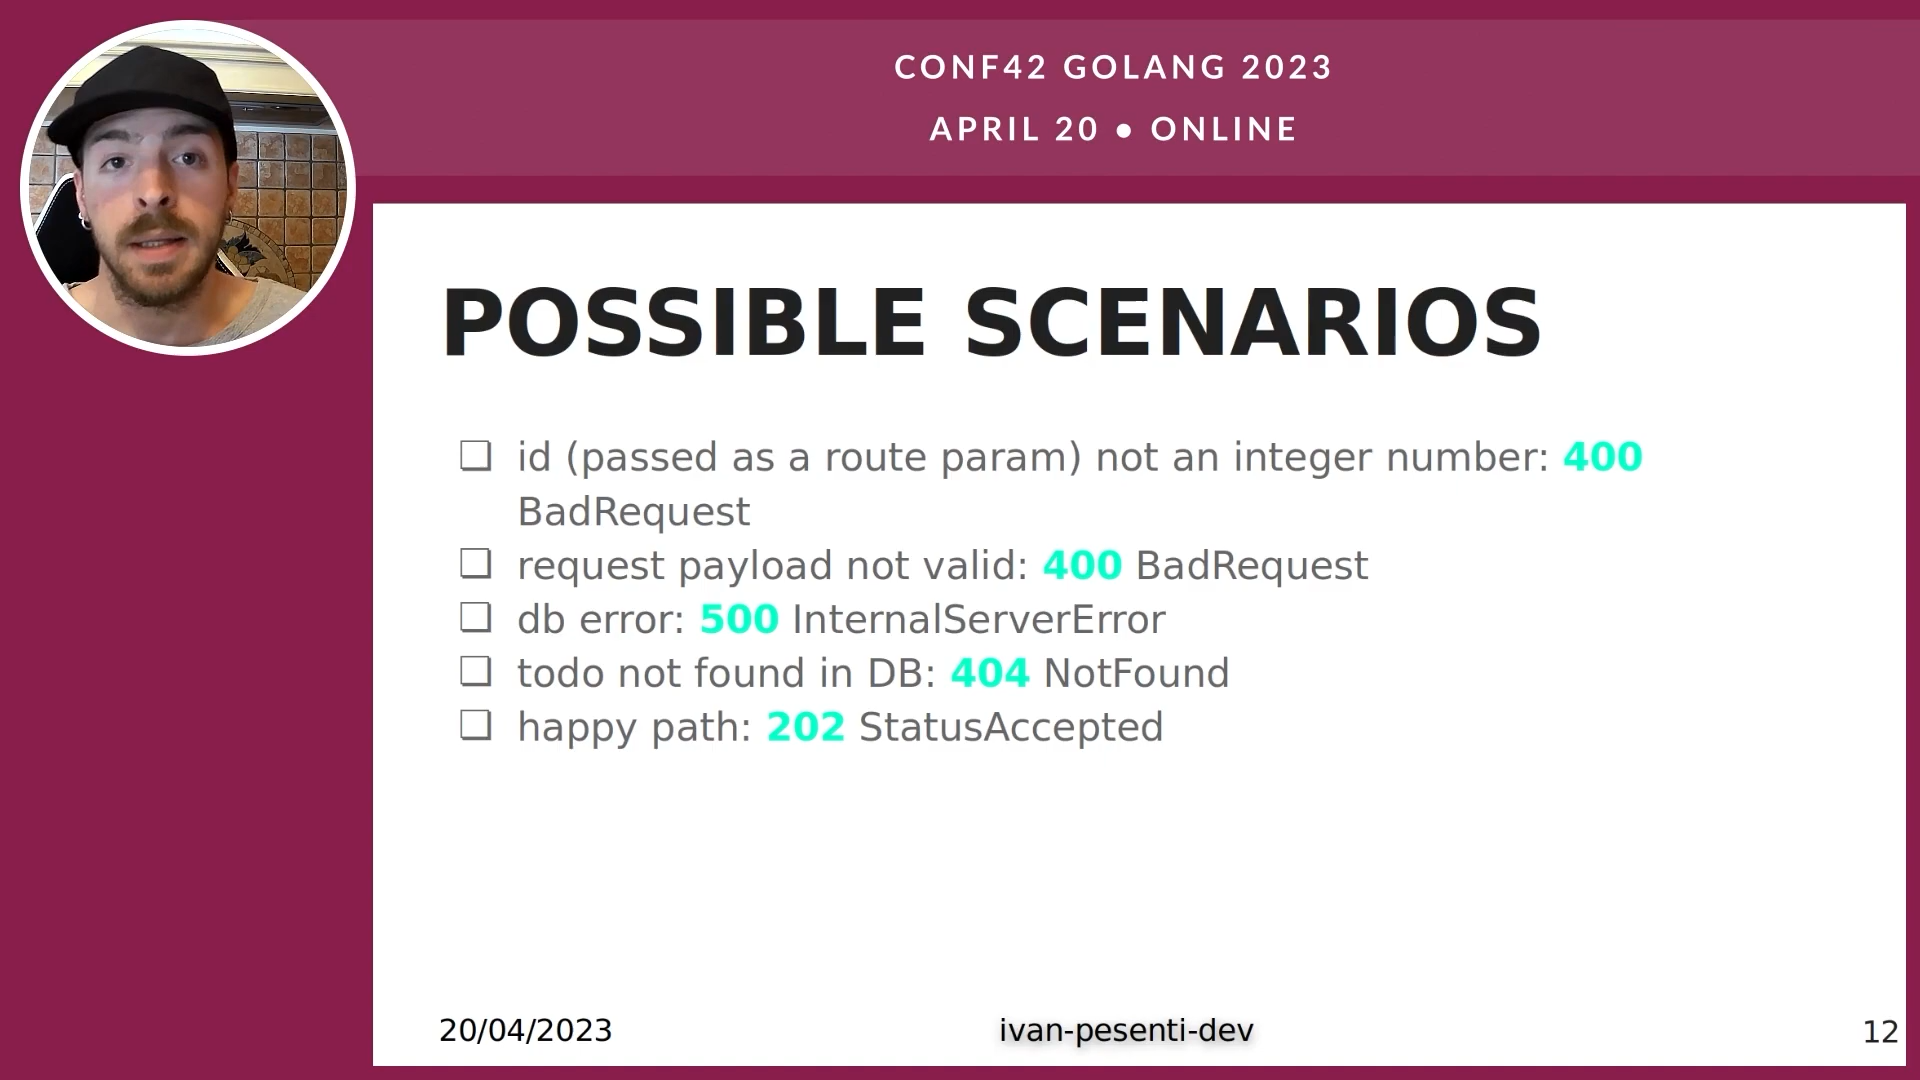 CONF42 GOLANG 2023
APRIL 20 ● ONLINE
POSSIBLE SCENARIOS
❏ id (passed as a route param) not an integer number: 400
BadRequest
❏ request payload not valid: 400 BadRequest
❏ db error: 500 InternalServerError
❏ todo not found in DB: 404 NotFound
❏ happy path: 202 StatusAccepted
20/04/2023
ivan-pesenti-dev
12